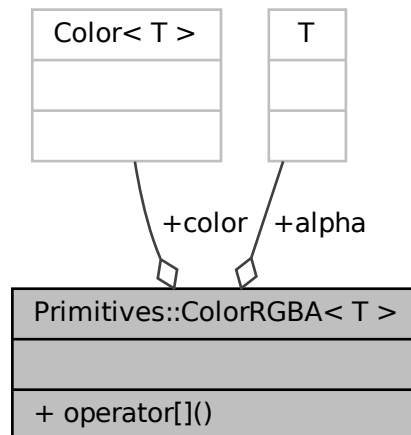 Color< T >
T
+color
+alpha
Primitives::ColorRGBA< T >
+ operator[]()